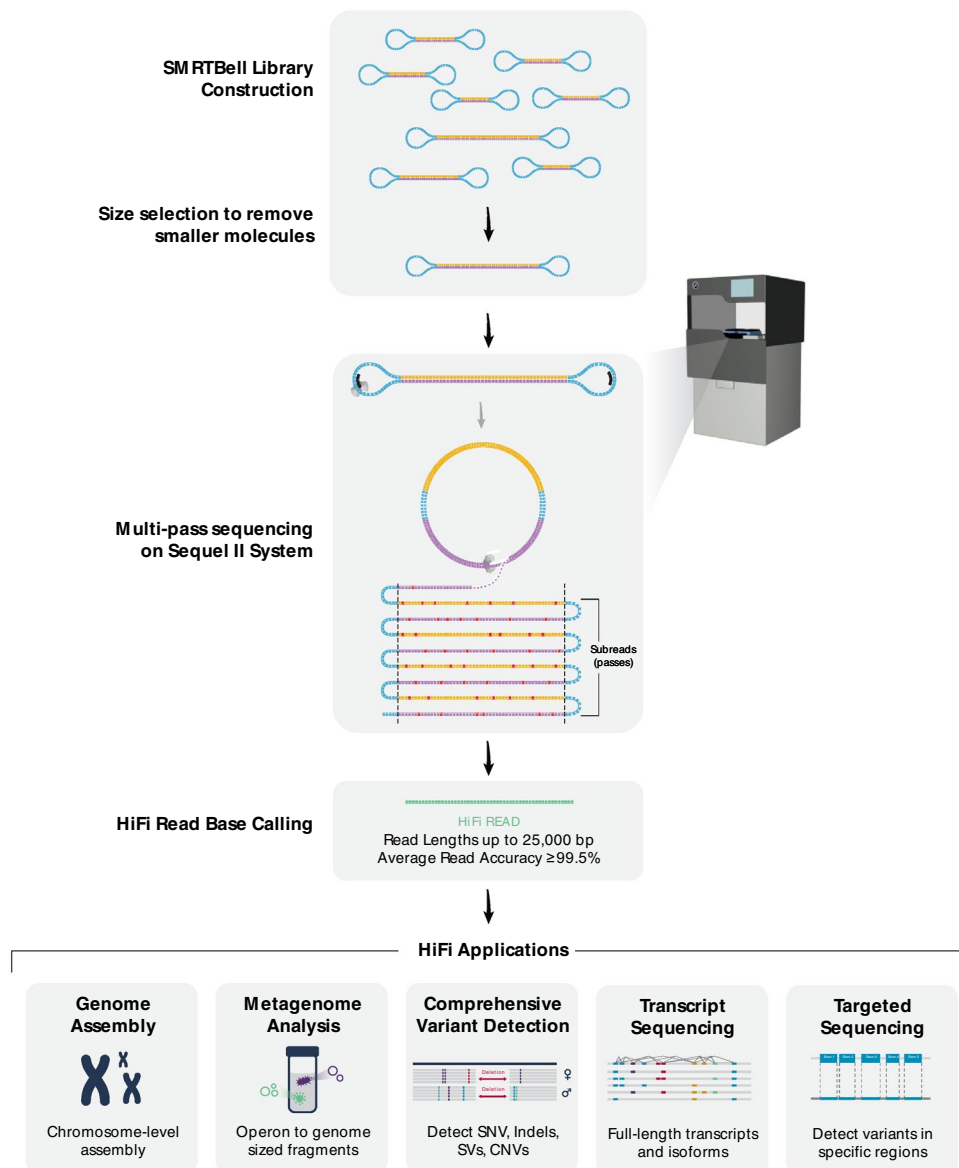 SMRTBell Library
Construction
Size selection to remove
smaller molecules
Multi-pass sequencing
on Sequel II System
Subreads
(passes)
HiFi Read Base Calling
HiFi READ
Read Lengths up to 25,000 bp
Average Read Accuracy ≥99.5%
HiFi Applications
Genome
Assembly
Chromosome-level
assembly
Metagenome
Analysis
Operon to genome
sized fragments
Comprehensive
Variant Detection
Deletion
♀
Deletion
♂
Detect SNV, Indels,
SVs, CNVs
Transcript
Sequencing
Full-length transcripts
and isoforms
Targeted
Sequencing
Detect variants in
specific regions